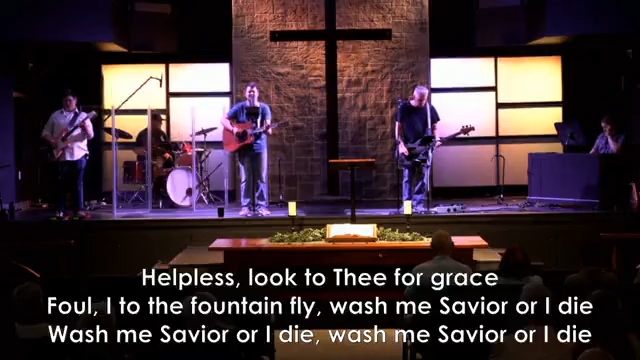 Helpless, look to Thee for grace
Foul, I to the fountain fly, wash me Savior or I die
Wash me Savior or I die, wash me Savior or I die